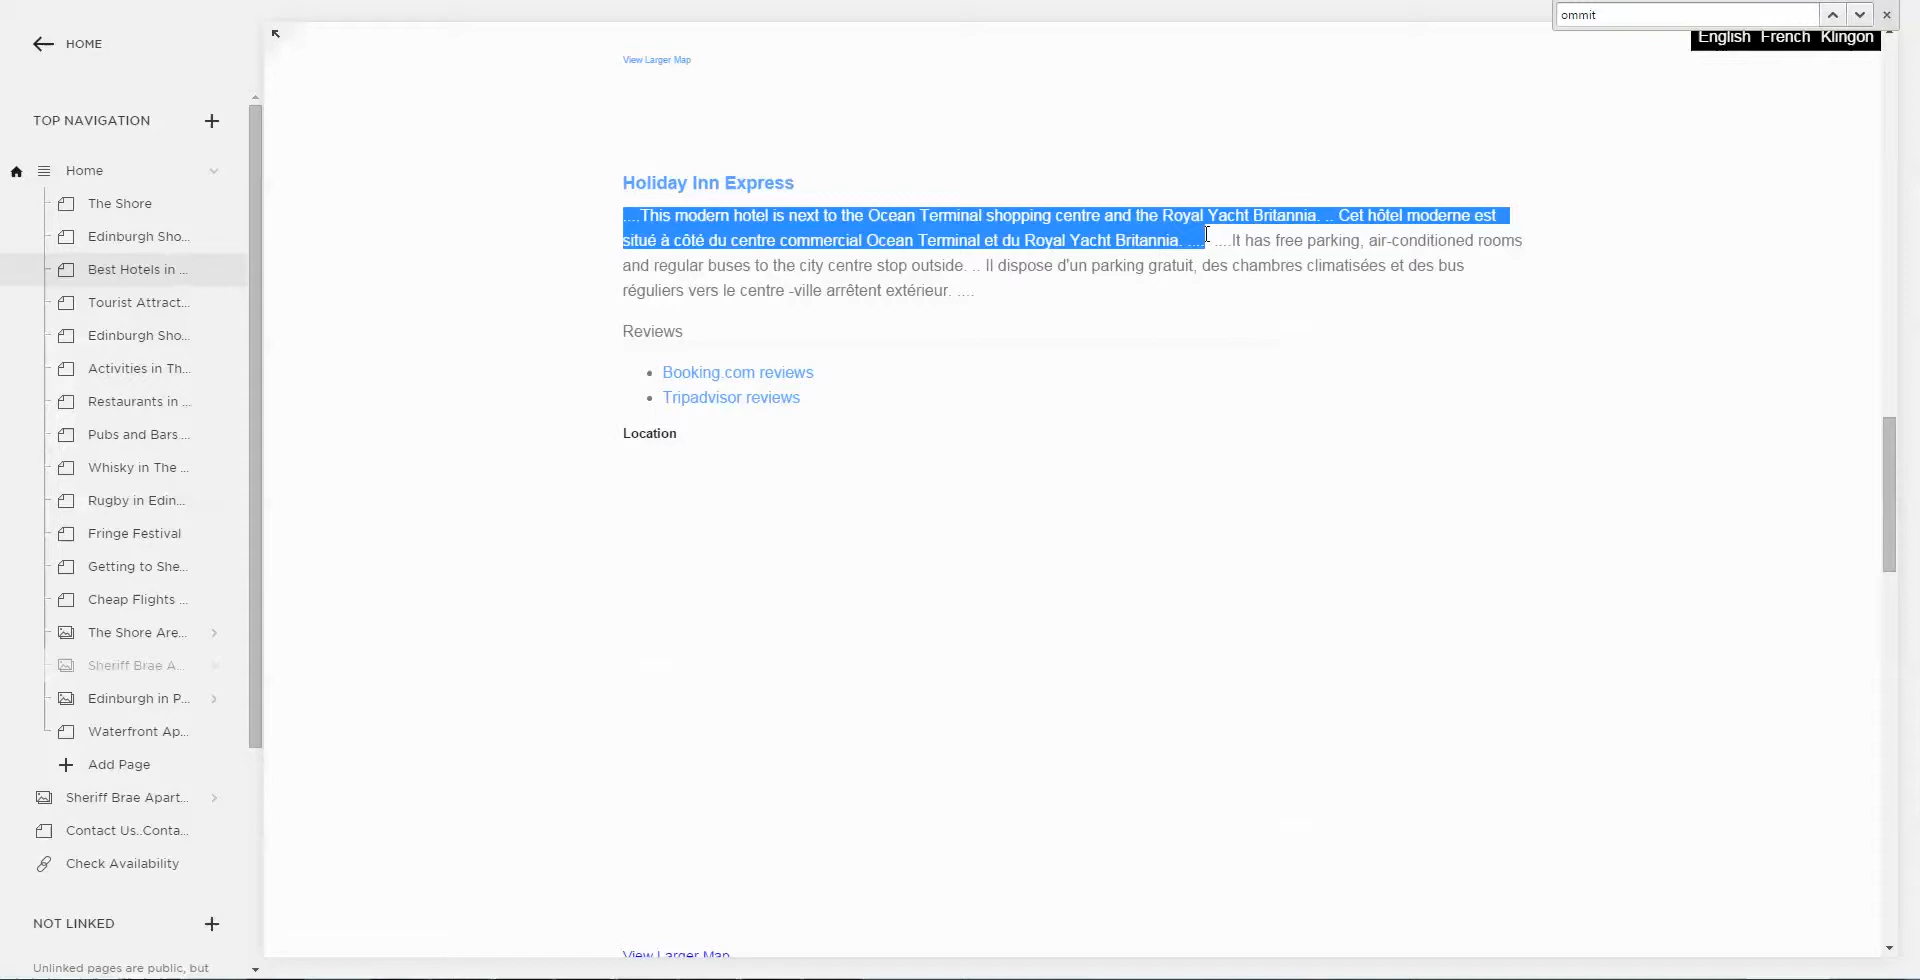 ommit
HOME
English French Klingon
TOP NAVIGATION
Home
The Shore
Edinburgh Sho...
Best Hotels in ...
Tourist Attract...
Edinburgh Sho...
Activities in Th...
Restaurants in ...
Pubs and Bars ...
Whisky in The ...
Rugby in Edin...
Fringe Festival
Getting to She...
Cheap Flights ...
The Shore Are...
Sheriff Brae A...
Edinburgh in P...
Waterfront Ap...
Add Page
Sheriff Brae Apart...
Contact Us..Conta...
Check Availability
NOT LINKED
Unlinked pages are public, but
View Larger Map
Holiday Inn Express
....This modern hotel is next to the Ocean Terminal shopping centre and the Royal Yacht Britannia. .. Cet hôtel moderne est
situé à côté du centre commercial Ocean Terminal et du Royal Yacht Britannia. .... ....It has free parking, air-conditioned rooms
and regular buses to the city centre stop outside. .. Il dispose d'un parking gratuit, des chambres climatisées et des bus
réguliers vers le centre -ville arrêtent extérieur. ....
Reviews
Booking.com reviews
Tripadvisor reviews
Location
View Larger Map